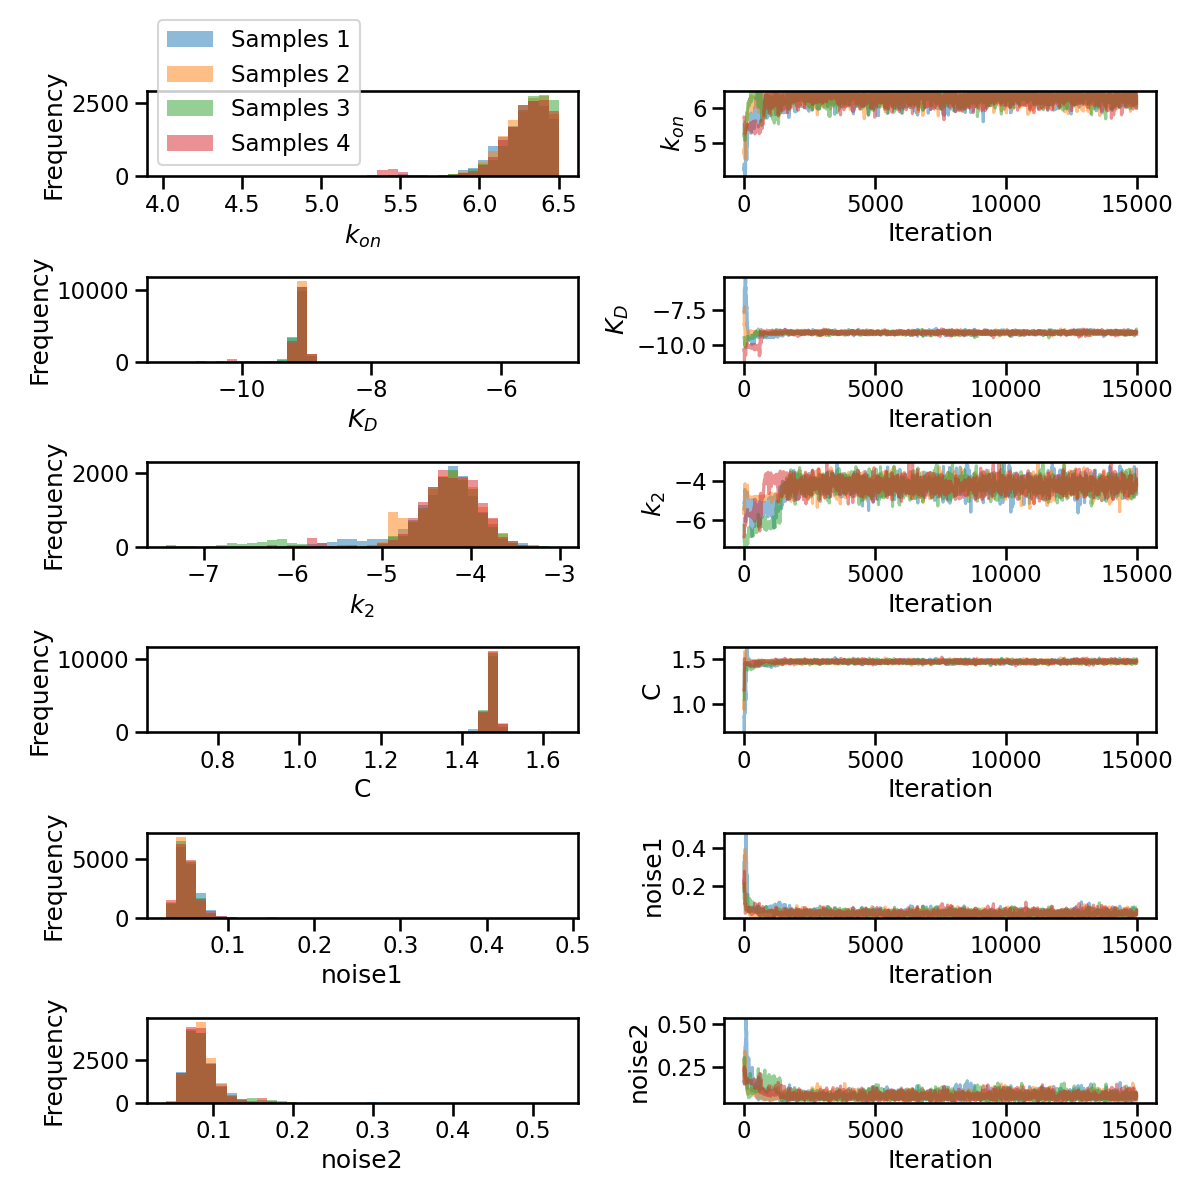 Samples 1
Samples 2
Samples 3
Samples 4
Frequency
2500
0
4.0 4.5 5.0 5.5 6.0 6.5
k_on
k_on
6
5
0 5000 10000 15000
Iteration
Frequency
10000
0
−10 −8 −6
K_D
K_D
−7.5
−10.0
0 5000 10000 15000
Iteration
Frequency
2000
0
−7 −6 −5 −4 −3
k_2
k_2
−4
−6
0 5000 10000 15000
Iteration
Frequency
10000
0
0.8 1.0 1.2 1.4 1.6
C
C
1.5
1.0
0 5000 10000 15000
Iteration
Frequency
5000
0
0.1 0.2 0.3 0.4 0.5
noise1
noise1
0.4
0.2
0 5000 10000 15000
Iteration
Frequency
2500
0
0.1 0.2 0.3 0.4 0.5
noise2
noise2
0.50
0.25
0 5000 10000 15000
Iteration